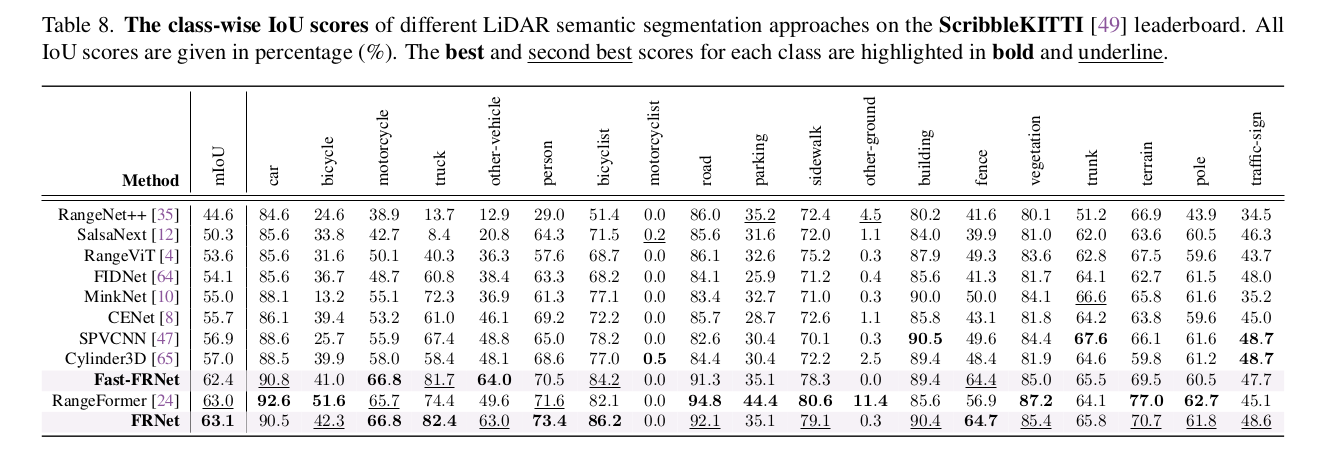 Table 8. The class-wise IoU scores of different LiDAR semantic segmentation approaches on the ScribbleKITTI [49] leaderboard. All
IoU scores are given in percentage (%). The best and second best scores for each class are highlighted in bold and underline.
Method mIoU car bicycle motorcycle truck other-vehicle person bicyclist motorcyclist road parking sidewalk other-ground building fence vegetation trunk terrain pole traffic-sign
RangeNet++ [35] 44.6 84.6 24.6 38.9 13.7 12.9 29.0 51.4 0.0 86.0 35.2 72.4 4.5 80.2 41.6 80.1 51.2 66.9 43.9 34.5
SalsaNext [12] 50.3 85.6 33.8 42.7 8.4 20.8 64.3 71.5 0.2 85.6 31.6 72.0 1.1 84.0 39.9 81.0 62.0 63.6 60.5 46.3
RangeViT [4] 53.6 85.6 31.6 50.1 40.3 36.3 57.6 68.7 0.0 86.1 32.6 75.2 0.3 87.9 49.3 83.6 62.8 67.5 59.6 43.7
FIDNet [64] 54.1 85.6 36.7 48.7 60.8 38.4 63.3 68.2 0.0 84.1 25.9 71.2 0.4 85.6 41.3 81.7 64.1 62.7 61.5 48.0
MinkNet [10] 55.0 88.1 13.2 55.1 72.3 36.9 61.3 77.1 0.0 83.4 32.7 71.0 0.3 90.0 50.0 84.1 66.6 65.8 61.6 35.2
CENet [8] 55.7 86.1 39.4 53.2 61.0 46.1 69.2 72.2 0.0 85.7 28.7 72.6 1.1 85.8 43.1 81.8 64.2 63.8 59.6 45.0
SPVCNN [47] 56.9 88.6 25.7 55.9 67.4 48.8 65.0 78.2 0.0 82.6 30.4 70.1 0.3 90.5 49.6 84.4 67.6 66.1 61.6 48.7
Cylinder3D [65] 57.0 88.5 39.9 58.0 58.4 48.1 68.6 77.0 0.5 84.4 30.4 72.2 2.5 89.4 48.4 81.9 64.6 59.8 61.2 48.7
Fast-FRNet 62.4 90.8 41.0 66.8 81.7 64.0 70.5 84.2 0.0 91.3 35.1 78.3 0.0 89.4 64.4 85.0 65.5 69.5 60.5 47.7
RangeFormer [24] 63.0 92.6 51.6 65.7 74.4 49.6 71.6 82.1 0.0 94.8 44.4 80.6 11.4 85.6 56.9 87.2 64.1 77.0 62.7 45.1
FRNet 63.1 90.5 42.3 66.8 82.4 63.0 73.4 86.2 0.0 92.1 35.1 79.1 0.3 90.4 64.7 85.4 65.8 70.7 61.8 48.6